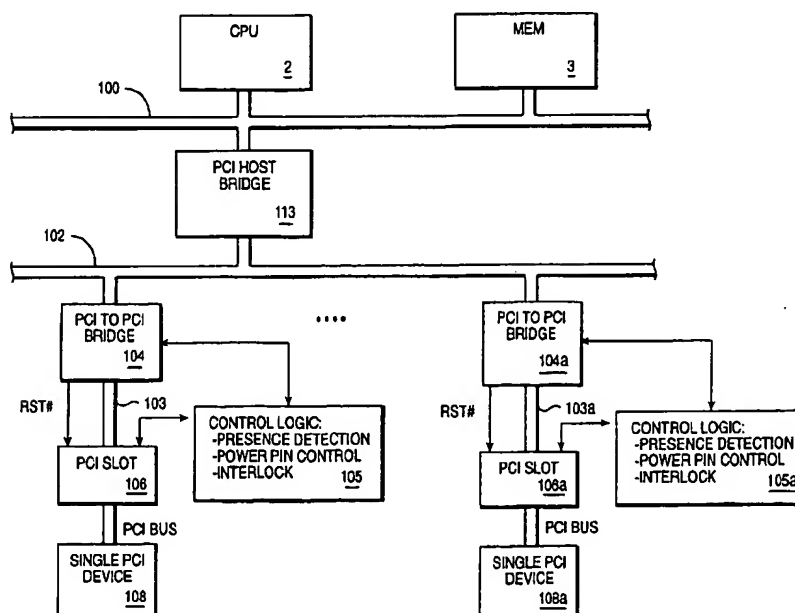 CPU
2
MEM
3
100
PCI HOST
BRIDGE
113
102
PCI TO PCI
BRIDGE
104
....
PCI TO PCI
BRIDGE
104a
RST#
103
CONTROL LOGIC:
-PRESENCE DETECTION
-POWER PIN CONTROL
-INTERLOCK
105
PCI SLOT
106
PCI BUS
SINGLE PCI
DEVICE
108
RST#
103a
CONTROL LOGIC:
-PRESENCE DETECTION
-POWER PIN CONTROL
-INTERLOCK
105a
PCI SLOT
106a
PCI BUS
SINGLE PCI
DEVICE
108a